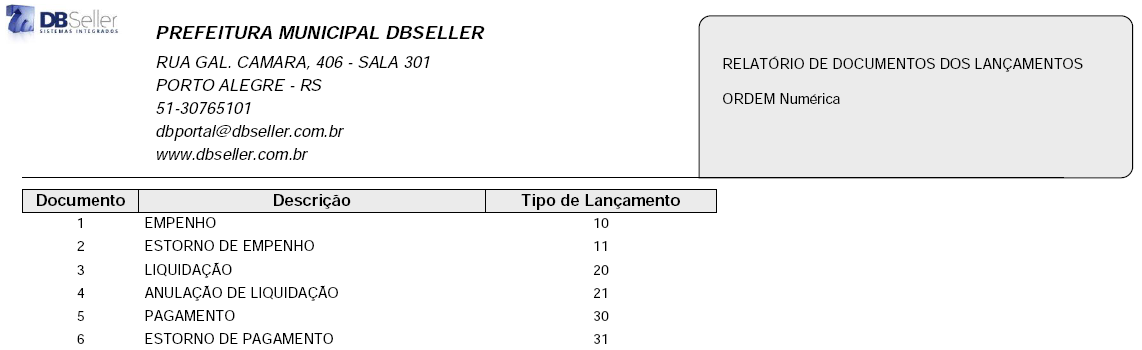 DBSeller
SISTEMAS INTEGRADOS
PREFEITURA MUNICIPAL DBSELLER
RUA GAL. CAMARA, 406 - SALA 301
PORTO ALEGRE - RS
51-30765101
dbportal@dbseller.com.br
www.dbseller.com.br
RELATÓRIO DE DOCUMENTOS DOS LANÇAMENTOS
ORDEM Numérica
Documento Descrição Tipo de Lançamento
1 EMPENHO 10
2 ESTORNO DE EMPENHO 11
3 LIQUIDAÇÃO 20
4 ANULAÇÃO DE LIQUIDAÇÃO 21
5 PAGAMENTO 30
6 ESTORNO DE PAGAMENTO 31